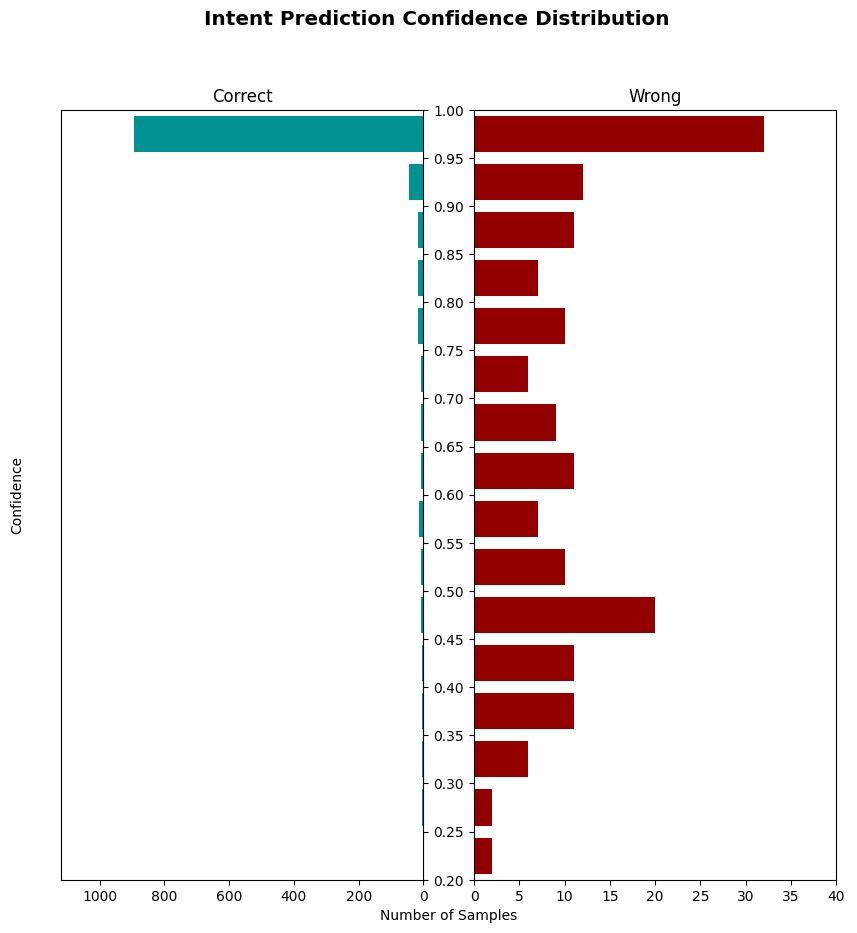 Intent Prediction Confidence Distribution
Correct
Wrong
1.00
0.95
0.90
0.85
0.80
0.75
0.70
0.65
0.60
0.55
0.50
0.45
0.40
0.35
0.30
0.25
0.20
Confidence
1000 800 600 400 200 0
0 5 10 15 20 25 30 35 40
Number of Samples